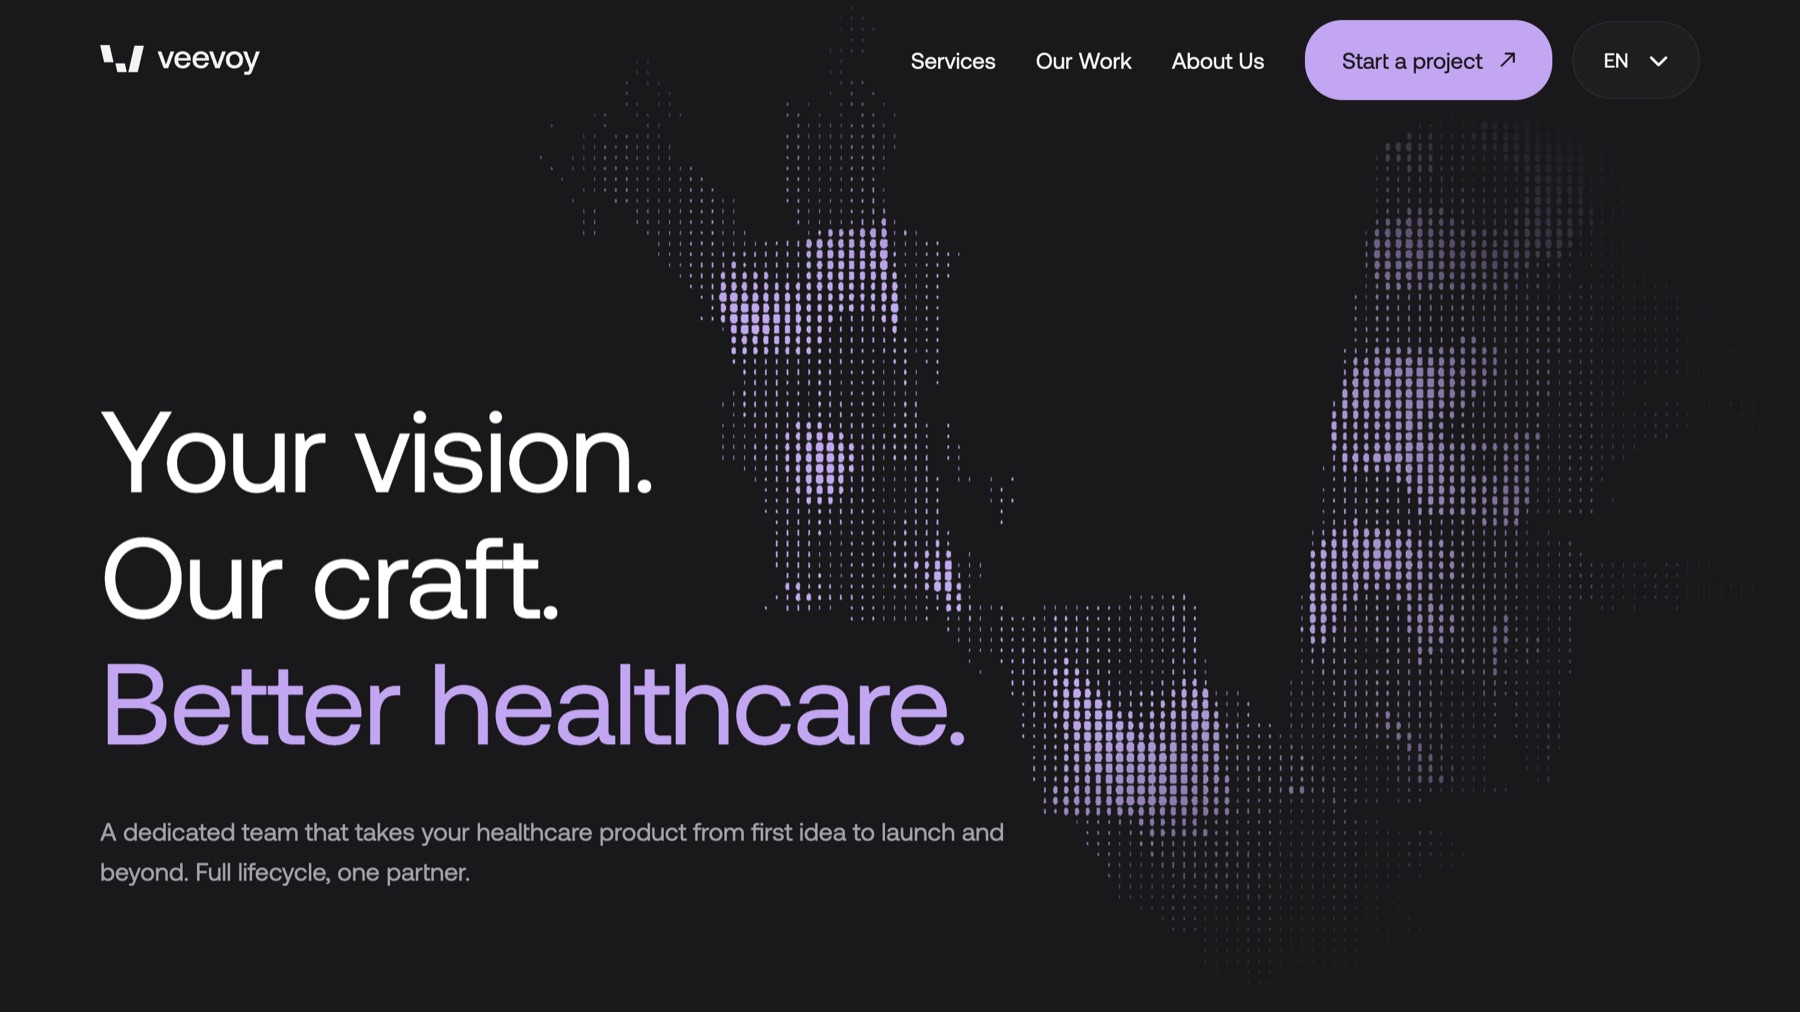 veevoy
Services
Our Work
About Us
Start a project
EN
Your vision.
Our craft.
Better healthcare.
A dedicated team that takes your healthcare product from first idea to launch and
beyond. Full lifecycle, one partner.